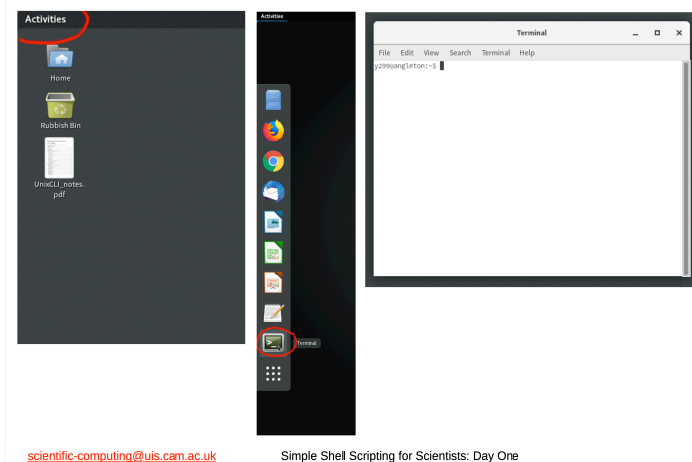 Activities
Home
Rubbish Bin
UnixCLI_notes.
pdf
Activities
Terminal
Terminal
File Edit View Search Terminal Help
y299@angleton:~$
scientific-computing@uis.cam.ac.uk
Simple Shell Scripting for Scientists: Day One